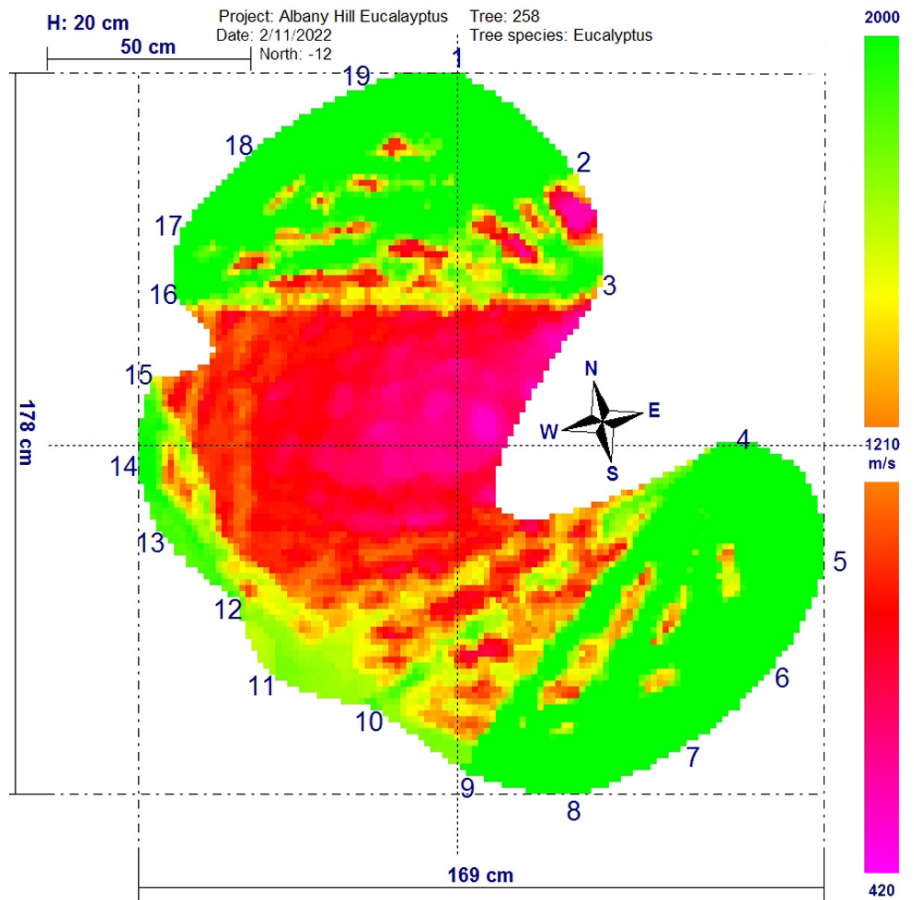 Project: Albany Hill Eucalayptus Tree: 258
H: 20 cm
Date: 2/11/2022 Tree species: Eucalyptus
50 cm
North: -12
2000
1
19
18
2
17
16
3
15
N
W E
S
178 cm
14
4
1210
m/s
13
5
12
11
6
10
7
9
8
169 cm
420